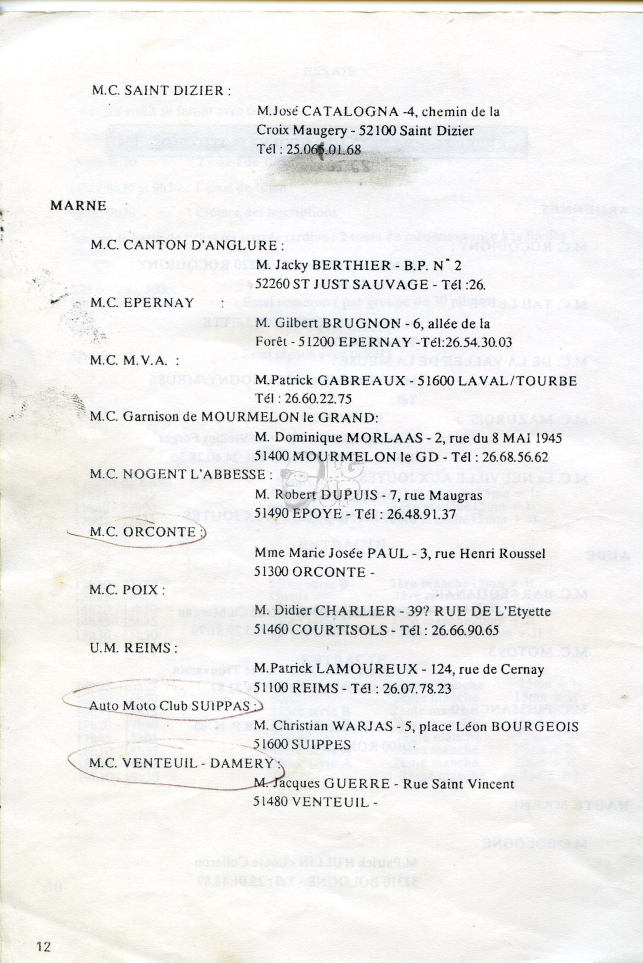 M.C. SAINT DIZIER :
M.José CATALOGNA -4, chemin de la
Croix Maugery - 52100 Saint Dizier
Tél : 25.06.01.68
MARNE
M.C. CANTON D'ANGLURE :
M. Jacky BERTHIER - B.P. N° 2
52260 ST JUST SAUVAGE - Tél :26.
M.C. EPERNAY :
M. Gilbert BRUGNON - 6, allée de la
Forêt - 51200 EPERNAY -Tél:26.54.30.03
M.C. M.V.A. :
M.Patrick GABREAUX - 51600 LAVAL/TOURBE
Tél : 26.60.22.75
M.C. Garnison de MOURMELON le GRAND:
M. Dominique MORLAAS - 2, rue du 8 MAI 1945
51400 MOURMELON le GD - Tél : 26.68.56.62
M.C. NOGENT L'ABBESSE :
M. Robert DUPUIS - 7, rue Maugras
51490 EPOYE - Tél : 26.48.91.37
M.C. ORCONTE :
Mme Marie Josée PAUL - 3, rue Henri Roussel
51300 ORCONTE -
M.C. POIX :
M. Didier CHARLIER - 39? RUE DE L'Etyette
51460 COURTISOLS - Tél : 26.66.90.65
U.M. REIMS :
M.Patrick LAMOUREUX - 124, rue de Cernay
51100 REIMS - Tél : 26.07.78.23
Auto Moto Club SUIPPAS :
M. Christian WARJAS - 5, place Léon BOURGEOIS
51600 SUIPPES
M.C. VENTEUIL - DAMERY :
M. Jacques GUERRE - Rue Saint Vincent
51480 VENTEUIL -
12